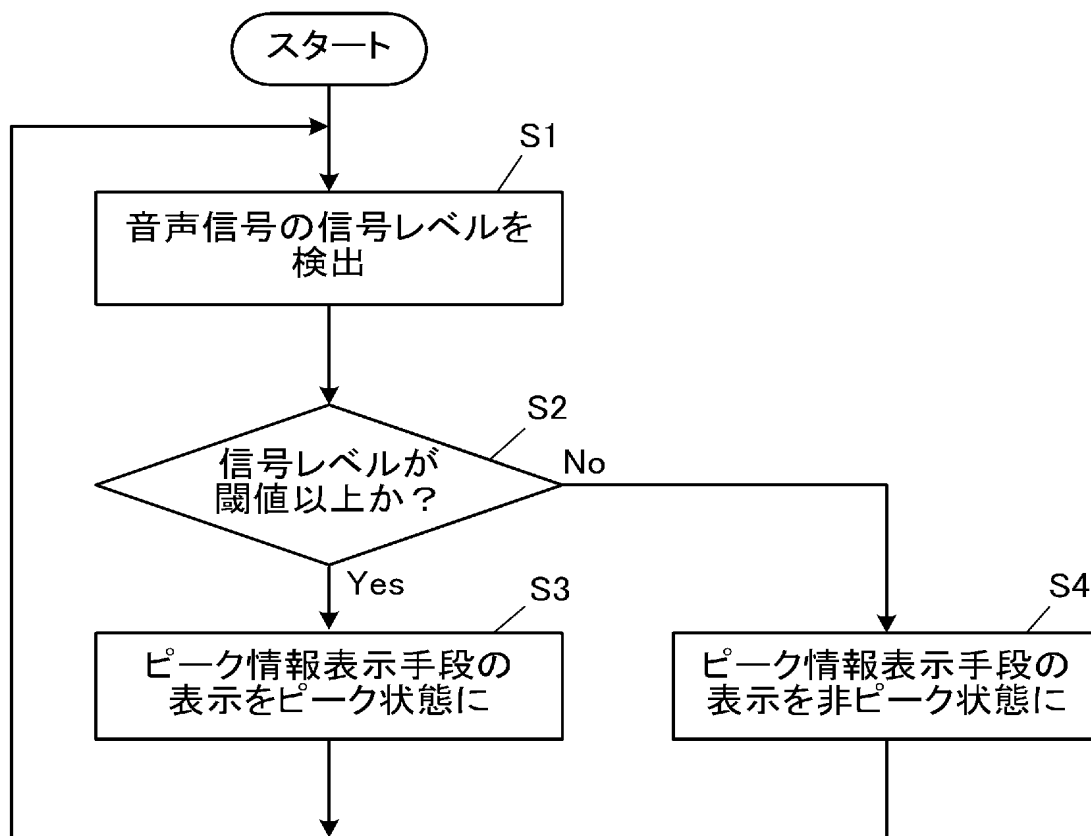 スタート
S1
音声信号の信号レベルを
検出
S2
信号レベルが
閾値以上か？
No
Yes
S3
ピーク情報表示手段の
表示をピーク状態に
S4
ピーク情報表示手段の
表示を非ピーク状態に